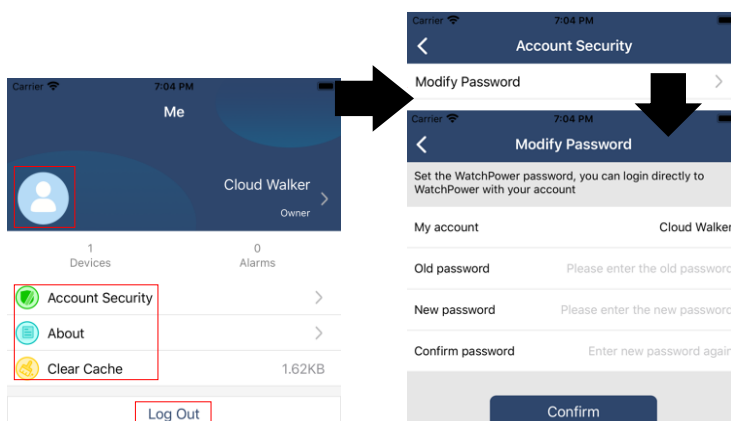 Carrier 7:04 PM
Me
Cloud Walker
Owner
1
Devices
0
Alarms
Account Security
About
Clear Cache 1.62KB
Log Out
Carrier 7:04 PM
Account Security
Modify Password
Carrier 7:04 PM
Modify Password
Set the WatchPower password, you can login directly to
WatchPower with your account
My account Cloud Walker
Old password Please enter the old password
New password Please enter the new password
Confirm password Enter new password again
Confirm